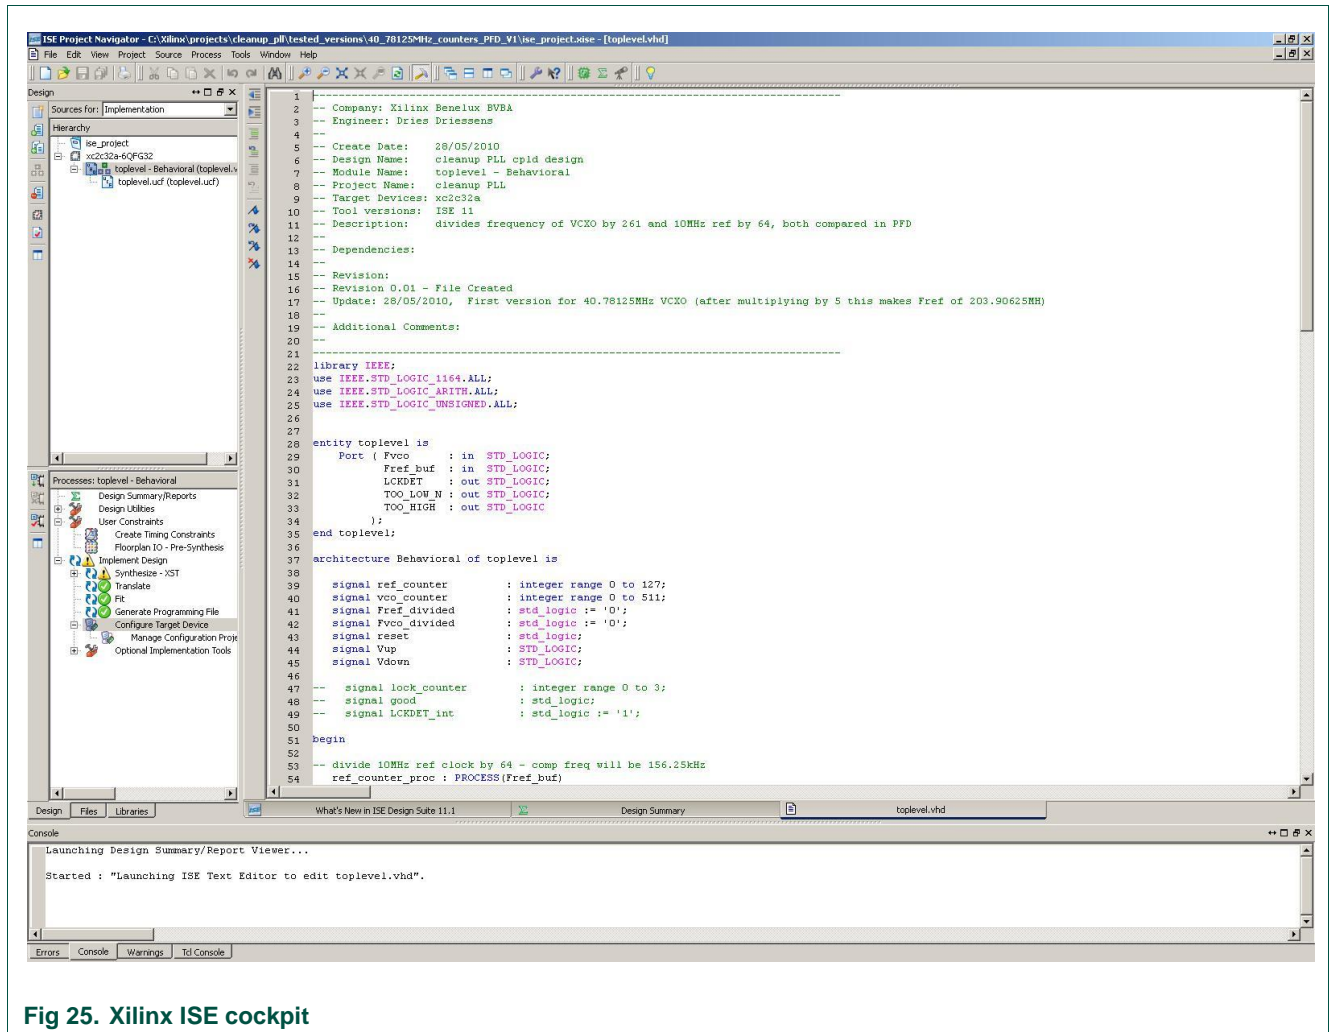 ISE Project Navigator - C:\Xilinx\projects\cleanup_pll\tested_versions\40_78125MHz_counters_PFD_V1\ise_project.xise - [toplevel.vhd]
File Edit View Project Source Process Tools Window Help
Design
Sources for: Implementation
Hierarchy
ise_project
xc2c32a-6QFG32
toplevel - Behavioral (toplevel.v
toplevel.ucf (toplevel.ucf)
Processes: toplevel - Behavioral
Design Summary/Reports
Design Utilities
User Constraints
Create Timing Constraints
Floorplan IO - Pre-Synthesis
Implement Design
Synthesize - XST
Translate
Fit
Generate Programming File
Configure Target Device
Manage Configuration Proje
Optional Implementation Tools
Design Files Libraries
1 ---------------------------------------------------------------------------------
2 -- Company: Xilinx Benelux BVBA
3 -- Engineer: Dries Driessens
4 --
5 -- Create Date: 28/05/2010
6 -- Design Name: cleanup PLL cpld design
7 -- Module Name: toplevel - Behavioral
8 -- Project Name: cleanup PLL
9 -- Target Devices: xc2c32a
10 -- Tool versions: ISE 11
11 -- Description: divides frequency of VCXO by 261 and 10MHz ref by 64, both compared in PFD
12 --
13 -- Dependencies:
14 --
15 -- Revision:
16 -- Revision 0.01 - File Created
17 -- Update: 28/05/2010, First version for 40.78125MHz VCXO (after multiplying by 5 this makes Fref of 203.90625MH)
18 --
19 -- Additional Comments:
20 --
21 ---------------------------------------------------------------------------------
22 library IEEE;
23 use IEEE.STD_LOGIC_1164.ALL;
24 use IEEE.STD_LOGIC_ARITH.ALL;
25 use IEEE.STD_LOGIC_UNSIGNED.ALL;
26
27
28 entity toplevel is
29 Port ( Fvco : in STD_LOGIC;
30 Fref_buf : in STD_LOGIC;
31 LCKDET : out STD_LOGIC;
32 TOO_LOW_N : out STD_LOGIC;
33 TOO_HIGH : out STD_LOGIC
34 );
35 end toplevel;
36
37 architecture Behavioral of toplevel is
38
39 signal ref_counter : integer range 0 to 127;
40 signal vco_counter : integer range 0 to 511;
41 signal Fref_divided : std_logic := '0';
42 signal Fvco_divided : std_logic := '0';
43 signal reset : std_logic;
44 signal Vup : STD_LOGIC;
45 signal Vdown : STD_LOGIC;
46
47 -- signal lock_counter : integer range 0 to 3;
48 -- signal good : std_logic;
49 -- signal LCKDET_int : std_logic := '1';
50
51 begin
52
53 -- divide 10MHz ref clock by 64 - comp freq will be 156.25kHz
54 ref_counter_proc : PROCESS(Fref_buf)
What's New in ISE Design Suite 11.1 Design Summary toplevel.vhd
Console
Launching Design Summary/Report Viewer...
Started : "Launching ISE Text Editor to edit toplevel.vhd".
Errors Console Warnings Tcl Console
Fig 25. Xilinx ISE cockpit